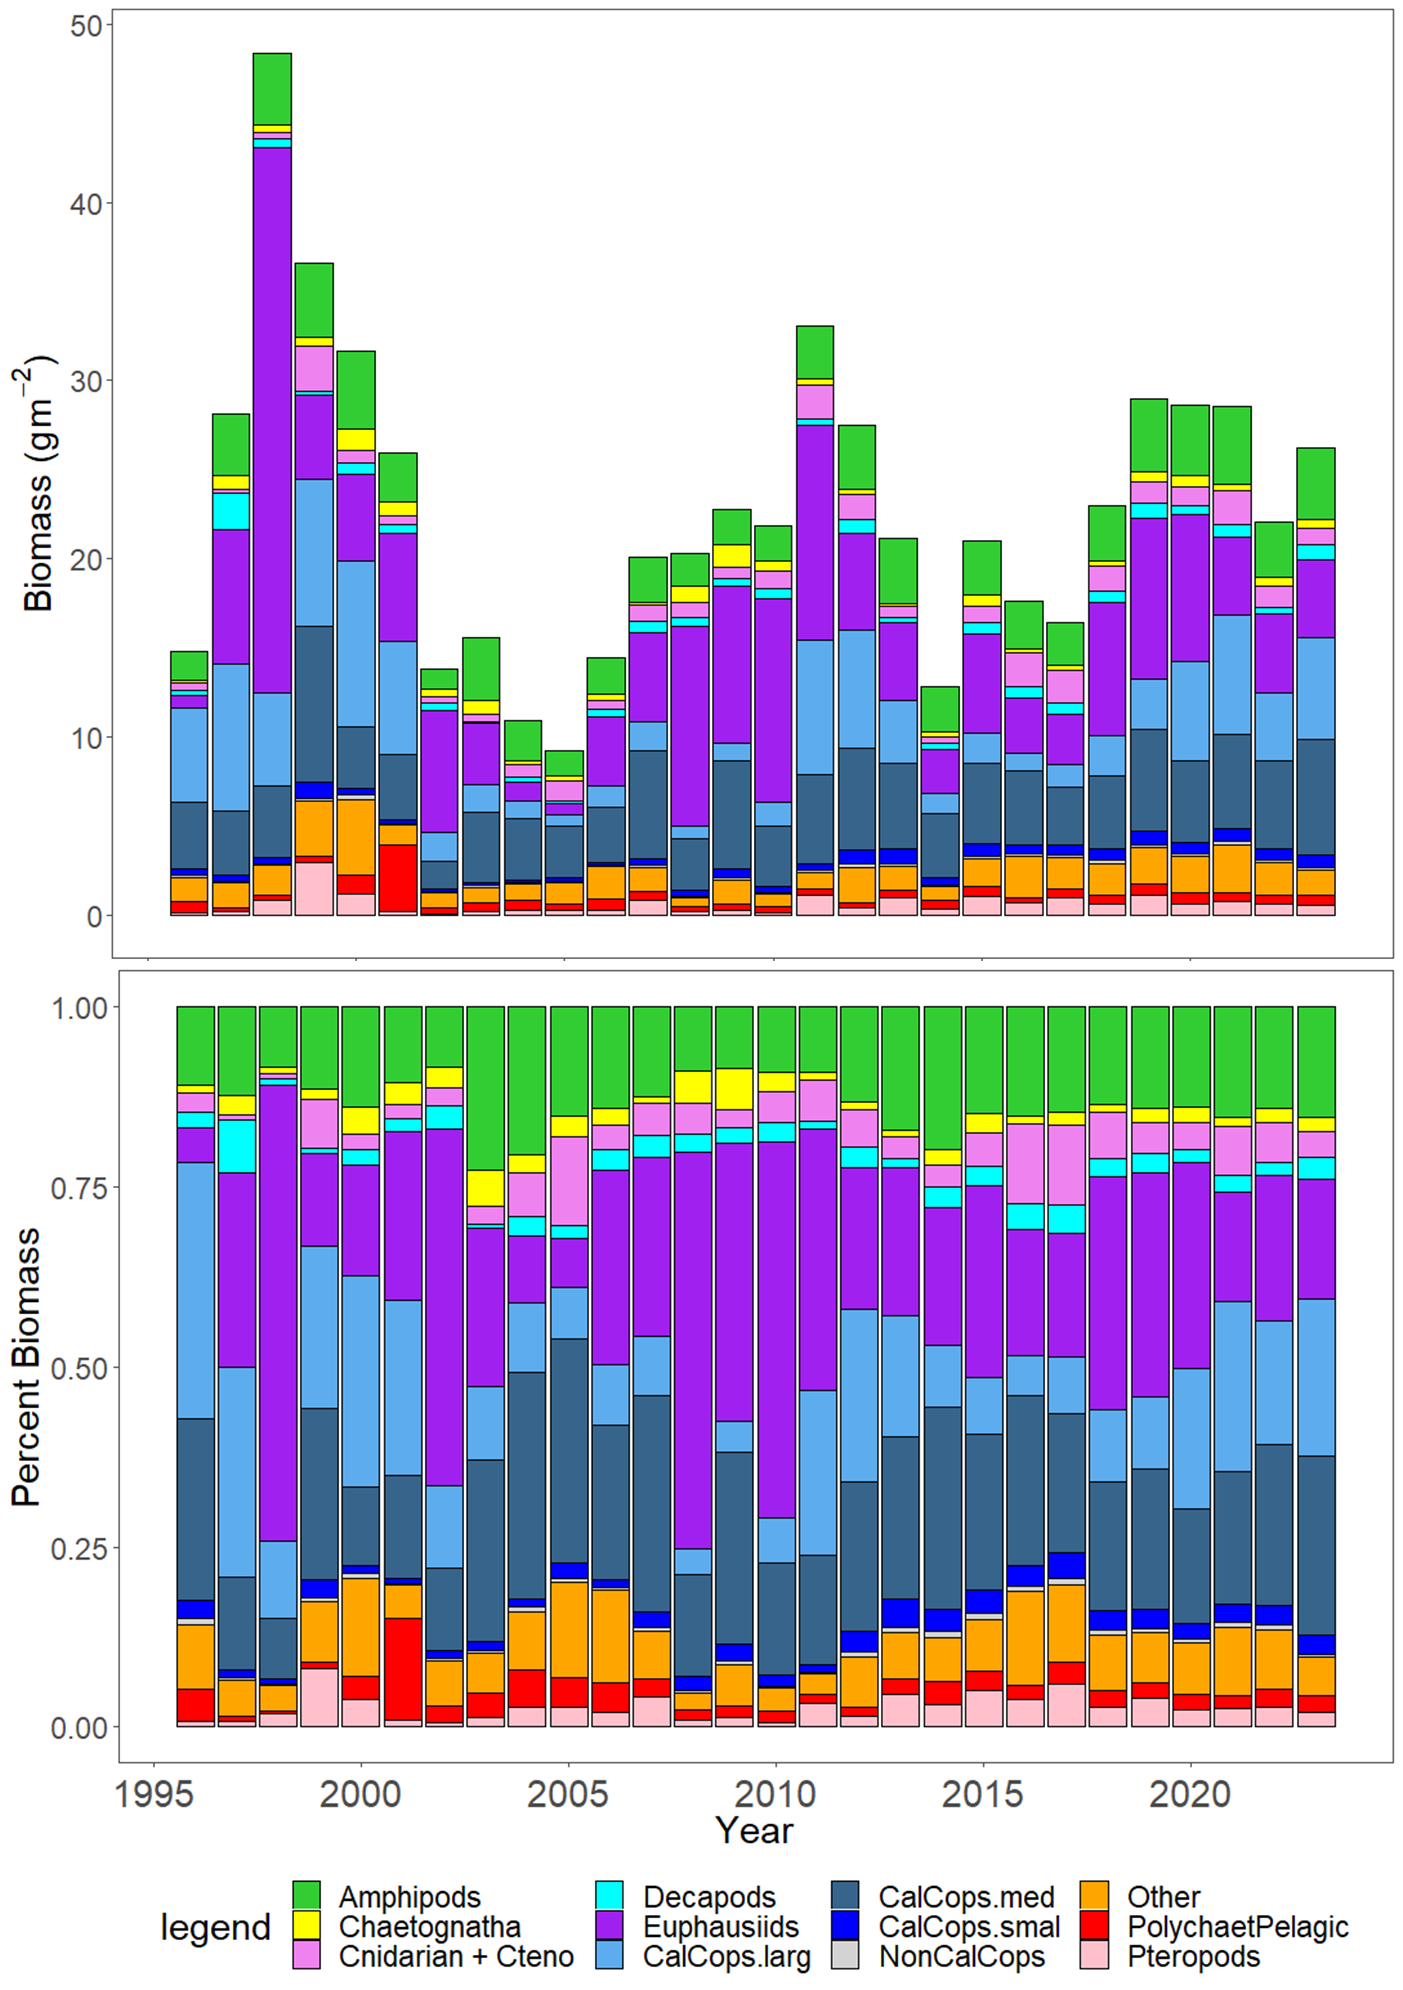 50
40
30
20
10
0
Biomass (gm−2)
1.00
0.75
0.50
0.25
0.00
Percent Biomass
1995 2000 2005 2010 2015 2020
Year
legend
Amphipods Decapods CalCops.med Other
Chaetognatha Euphausiids CalCops.smal PolychaetPelagic
Cnidarian + Cteno CalCops.larg NonCalCops Pteropods